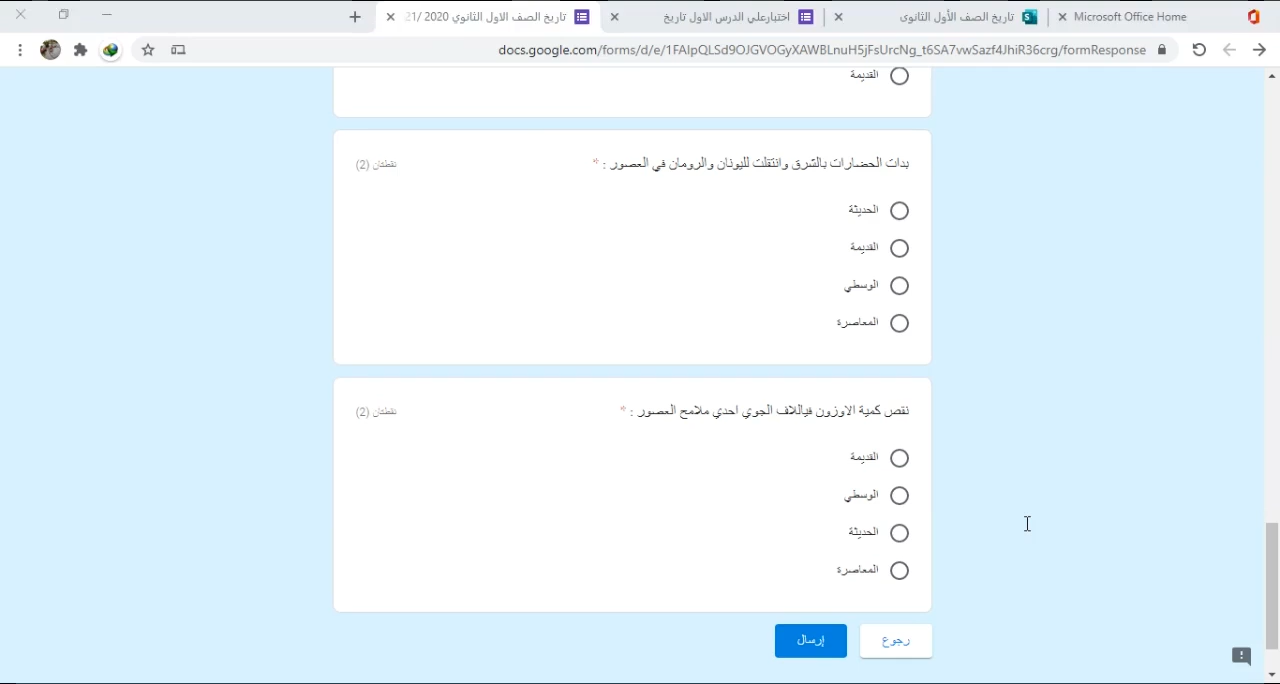 Microsoft Office Home
تاريخ الصف الأول الثانوى
اختبارعلي الدرس الاول تاريخ
تاريخ الصف الاول الثانوي 2020 /21
docs.google.com/forms/d/e/1FAIpQLSd9OJGVOGyXAWBLnuH5jFsUrcNg_t6SA7vwSazf4JhiR36crg/formResponse
القديمة
بدات الحضارات بالشرق وانتقلت لليونان والرومان في العصور : *
نقطتان (2)
الحديثة
القديمة
الوسطي
المعاصرة
نقص كمية الاوزون فياللاف الجوي احدي ملامح العصور : *
نقطتان (2)
القديمة
الوسطي
الحديثة
المعاصرة
رجوع
إرسال